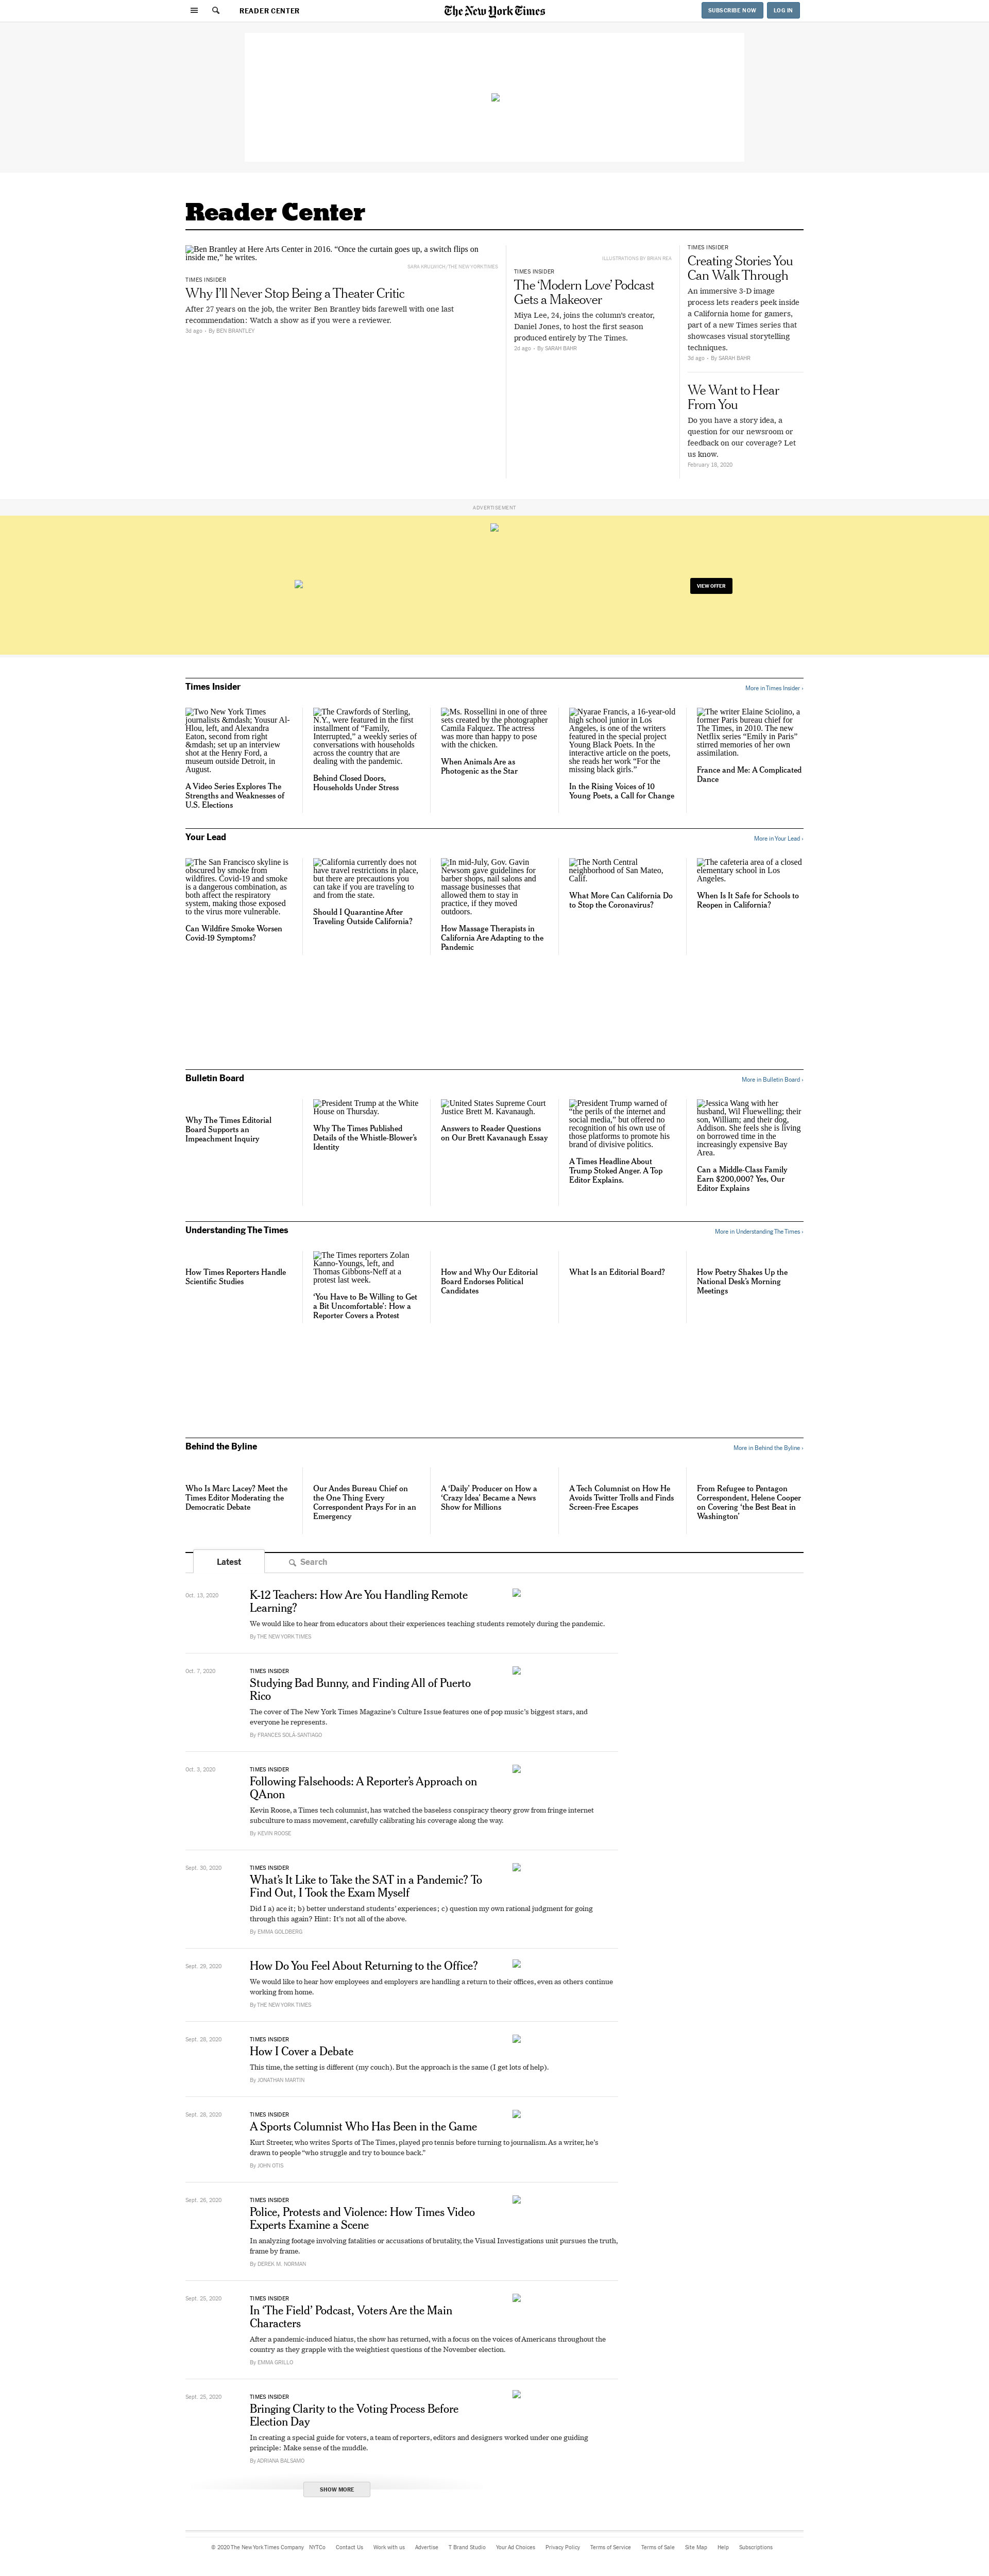 READER CENTER
The New York Times
SUBSCRIBE NOW
LOG IN
Reader Center
Ben Brantley at Here Arts Center in 2016. “Once the curtain goes up, a switch flips on
inside me,” he writes.
SARA KRULWICH/THE NEW YORK TIMES
TIMES INSIDER
Why I’ll Never Stop Being a Theater Critic
After 27 years on the job, the writer Ben Brantley bids farewell with one last
recommendation: Watch a show as if you were a reviewer.
3d ago · By BEN BRANTLEY
ILLUSTRATIONS BY BRIAN REA
TIMES INSIDER
The ‘Modern Love’ Podcast
Gets a Makeover
Miya Lee, 24, joins the column’s creator,
Daniel Jones, to host the first season
produced entirely by The Times.
2d ago · By SARAH BAHR
TIMES INSIDER
Creating Stories You
Can Walk Through
An immersive 3-D image
process lets readers peek inside
a California home for gamers,
part of a new Times series that
showcases visual storytelling
techniques.
3d ago · By SARAH BAHR
We Want to Hear
From You
Do you have a story idea, a
question for our newsroom or
feedback on our coverage? Let
us know.
February 18, 2020
ADVERTISEMENT
VIEW OFFER
Times Insider
More in Times Insider ›
Two New York Times
journalists &mdash; Yousur Al-
Hlou, left, and Alexandra
Eaton, second from right
&mdash; set up an interview
shot at the Henry Ford, a
museum outside Detroit, in
August.
A Video Series Explores The
Strengths and Weaknesses of
U.S. Elections
The Crawfords of Sterling,
N.Y., were featured in the first
installment of “Family,
Interrupted,” a weekly series of
conversations with households
across the country that are
dealing with the pandemic.
Behind Closed Doors,
Households Under Stress
Ms. Rossellini in one of three
sets created by the photographer
Camila Falquez. The actress
was more than happy to pose
with the chicken.
When Animals Are as
Photogenic as the Star
Nyarae Francis, a 16-year-old
high school junior in Los
Angeles, is one of the writers
featured in the special project
Young Black Poets. In the
interactive article on the poets,
she reads her work “For the
missing black girls.”
In the Rising Voices of 10
Young Poets, a Call for Change
The writer Elaine Sciolino, a
former Paris bureau chief for
The Times, in 2010. The new
Netflix series “Emily in Paris”
stirred memories of her own
assimilation.
France and Me: A Complicated
Dance
Your Lead
More in Your Lead ›
The San Francisco skyline is
obscured by smoke from
wildfires. Covid-19 and smoke
is a dangerous combination, as
both affect the respiratory
system, making those exposed
to the virus more vulnerable.
Can Wildfire Smoke Worsen
Covid-19 Symptoms?
California currently does not
have travel restrictions in place,
but there are precautions you
can take if you are traveling to
and from the state.
Should I Quarantine After
Traveling Outside California?
In mid-July, Gov. Gavin
Newsom gave guidelines for
barber shops, nail salons and
massage businesses that
allowed them to stay in
practice, if they moved
outdoors.
How Massage Therapists in
California Are Adapting to the
Pandemic
The North Central
neighborhood of San Mateo,
Calif.
What More Can California Do
to Stop the Coronavirus?
The cafeteria area of a closed
elementary school in Los
Angeles.
When Is It Safe for Schools to
Reopen in California?
Bulletin Board
More in Bulletin Board ›
Why The Times Editorial
Board Supports an
Impeachment Inquiry
President Trump at the White
House on Thursday.
Why The Times Published
Details of the Whistle-Blower’s
Identity
United States Supreme Court
Justice Brett M. Kavanaugh.
Answers to Reader Questions
on Our Brett Kavanaugh Essay
President Trump warned of
“the perils of the internet and
social media,” but offered no
recognition of his own use of
those platforms to promote his
brand of divisive politics.
A Times Headline About
Trump Stoked Anger. A Top
Editor Explains.
Jessica Wang with her
husband, Wil Fluewelling; their
son, William; and their dog,
Addison. She feels she is living
on borrowed time in the
increasingly expensive Bay
Area.
Can a Middle-Class Family
Earn $200,000? Yes, Our
Editor Explains
Understanding The Times
More in Understanding The Times ›
How Times Reporters Handle
Scientific Studies
The Times reporters Zolan
Kanno-Youngs, left, and
Thomas Gibbons-Neff at a
protest last week.
‘You Have to Be Willing to Get
a Bit Uncomfortable’: How a
Reporter Covers a Protest
How and Why Our Editorial
Board Endorses Political
Candidates
What Is an Editorial Board?
How Poetry Shakes Up the
National Desk’s Morning
Meetings
Behind the Byline
More in Behind the Byline ›
Who Is Marc Lacey? Meet the
Times Editor Moderating the
Democratic Debate
Our Andes Bureau Chief on
the One Thing Every
Correspondent Prays For in an
Emergency
A ‘Daily’ Producer on How a
‘Crazy Idea’ Became a News
Show for Millions
A Tech Columnist on How He
Avoids Twitter Trolls and Finds
Screen-Free Escapes
From Refugee to Pentagon
Correspondent, Helene Cooper
on Covering ‘the Best Beat in
Washington’
Latest
Search
Oct. 13, 2020
K-12 Teachers: How Are You Handling Remote
Learning?
We would like to hear from educators about their experiences teaching students remotely during the pandemic.
By THE NEW YORK TIMES
Oct. 7, 2020
TIMES INSIDER
Studying Bad Bunny, and Finding All of Puerto
Rico
The cover of The New York Times Magazine’s Culture Issue features one of pop music’s biggest stars, and
everyone he represents.
By FRANCES SOLÁ-SANTIAGO
Oct. 3, 2020
TIMES INSIDER
Following Falsehoods: A Reporter’s Approach on
QAnon
Kevin Roose, a Times tech columnist, has watched the baseless conspiracy theory grow from fringe internet
subculture to mass movement, carefully calibrating his coverage along the way.
By KEVIN ROOSE
Sept. 30, 2020
TIMES INSIDER
What’s It Like to Take the SAT in a Pandemic? To
Find Out, I Took the Exam Myself
Did I a) ace it; b) better understand students’ experiences; c) question my own rational judgment for going
through this again? Hint: It’s not all of the above.
By EMMA GOLDBERG
Sept. 29, 2020
How Do You Feel About Returning to the Office?
We would like to hear how employees and employers are handling a return to their offices, even as others continue
working from home.
By THE NEW YORK TIMES
Sept. 28, 2020
TIMES INSIDER
How I Cover a Debate
This time, the setting is different (my couch). But the approach is the same (I get lots of help).
By JONATHAN MARTIN
Sept. 28, 2020
TIMES INSIDER
A Sports Columnist Who Has Been in the Game
Kurt Streeter, who writes Sports of The Times, played pro tennis before turning to journalism. As a writer, he’s
drawn to people “who struggle and try to bounce back.”
By JOHN OTIS
Sept. 26, 2020
TIMES INSIDER
Police, Protests and Violence: How Times Video
Experts Examine a Scene
In analyzing footage involving fatalities or accusations of brutality, the Visual Investigations unit pursues the truth,
frame by frame.
By DEREK M. NORMAN
Sept. 25, 2020
TIMES INSIDER
In ‘The Field’ Podcast, Voters Are the Main
Characters
After a pandemic-induced hiatus, the show has returned, with a focus on the voices of Americans throughout the
country as they grapple with the weightiest questions of the November election.
By EMMA GRILLO
Sept. 25, 2020
TIMES INSIDER
Bringing Clarity to the Voting Process Before
Election Day
In creating a special guide for voters, a team of reporters, editors and designers worked under one guiding
principle: Make sense of the muddle.
By ADRIANA BALSAMO
SHOW MORE
© 2020 The New York Times Company NYTCo Contact Us Work with us Advertise T Brand Studio Your Ad Choices Privacy Policy Terms of Service Terms of Sale Site Map Help Subscriptions